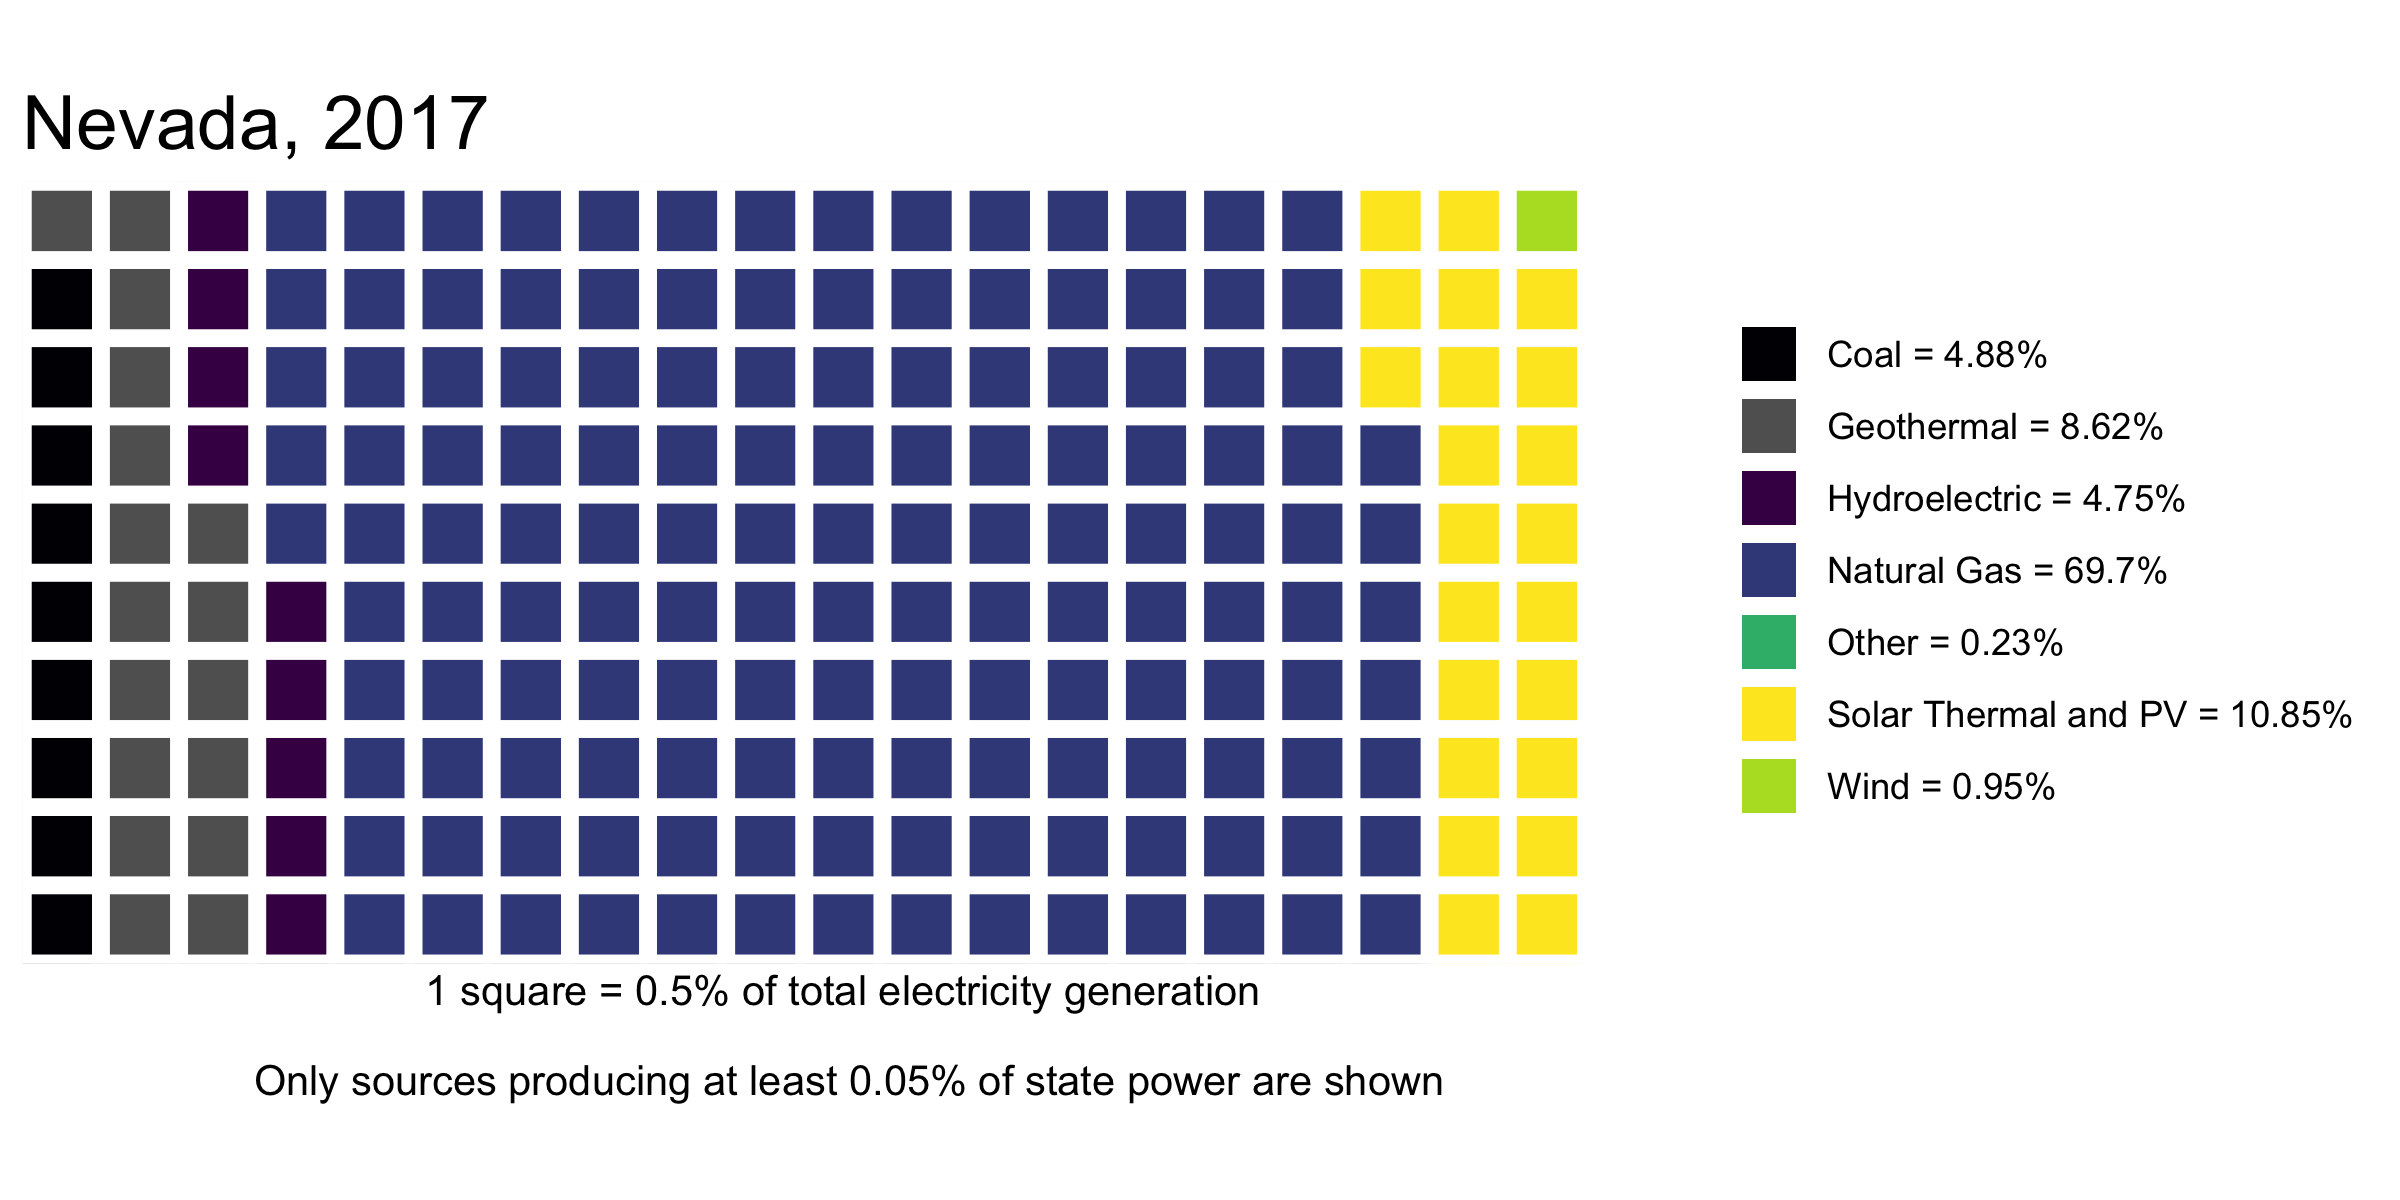 Nevada, 2017
Coal = 4.88%
Geothermal = 8.62%
Hydroelectric = 4.75%
Natural Gas = 69.7%
Other = 0.23%
Solar Thermal and PV = 10.85%
Wind = 0.95%
1 square = 0.5% of total electricity generation
Only sources producing at least 0.05% of state power are shown